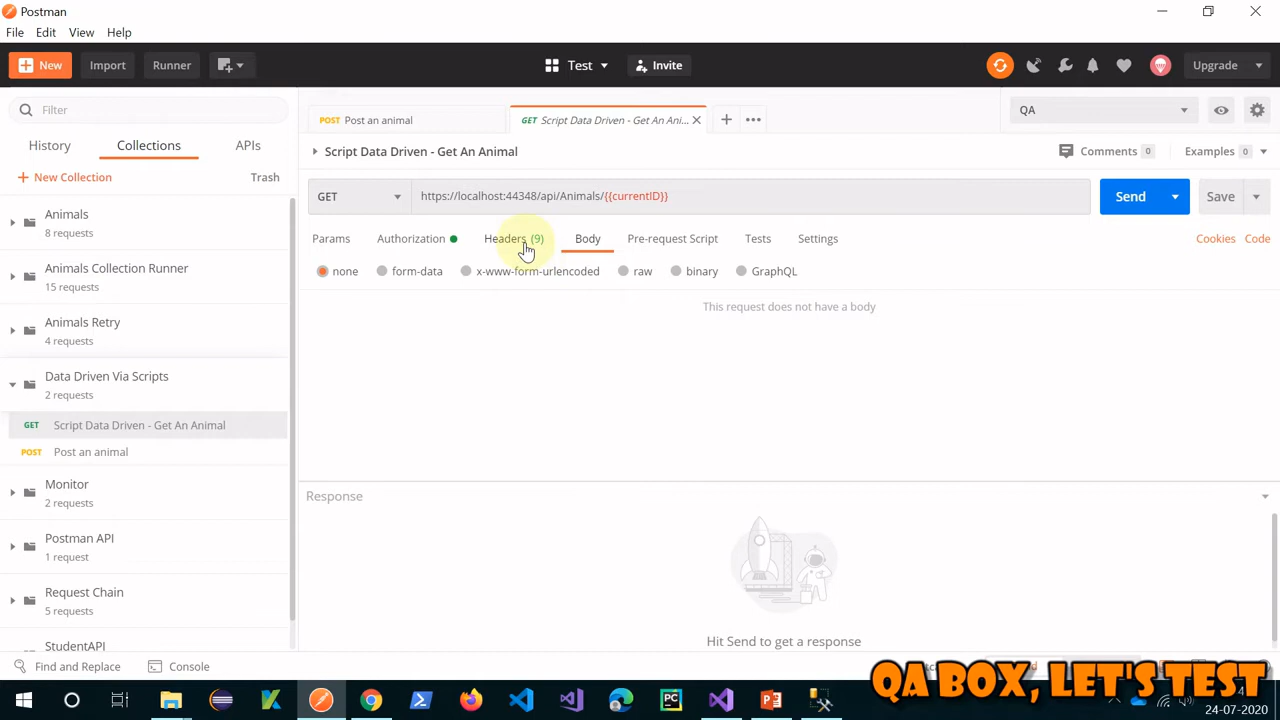 Postman
File Edit View Help
New Import Runner Test Invite Upgrade
Filter
History Collections APIs
New Collection Trash
Animals
8 requests
Animals Collection Runner
15 requests
Animals Retry
4 requests
Data Driven Via Scripts
2 requests
GET Script Data Driven - Get An Animal
POST Post an animal
Monitor
2 requests
Postman API
1 request
Request Chain
5 requests
StudentAPI
POST Post an animal GET Script Data Driven - Get An Ani... QA
Script Data Driven - Get An Animal Comments 0 Examples 0
GET https://localhost:44348/api/Animals/{{currentID}} Send Save
Params Authorization Headers (9) Body Pre-request Script Tests Settings Cookies Code
none form-data x-www-form-urlencoded raw binary GraphQL
This request does not have a body
Response
Hit Send to get a response
Find and Replace Console
QA BOX, LET'S TEST
24-07-2020